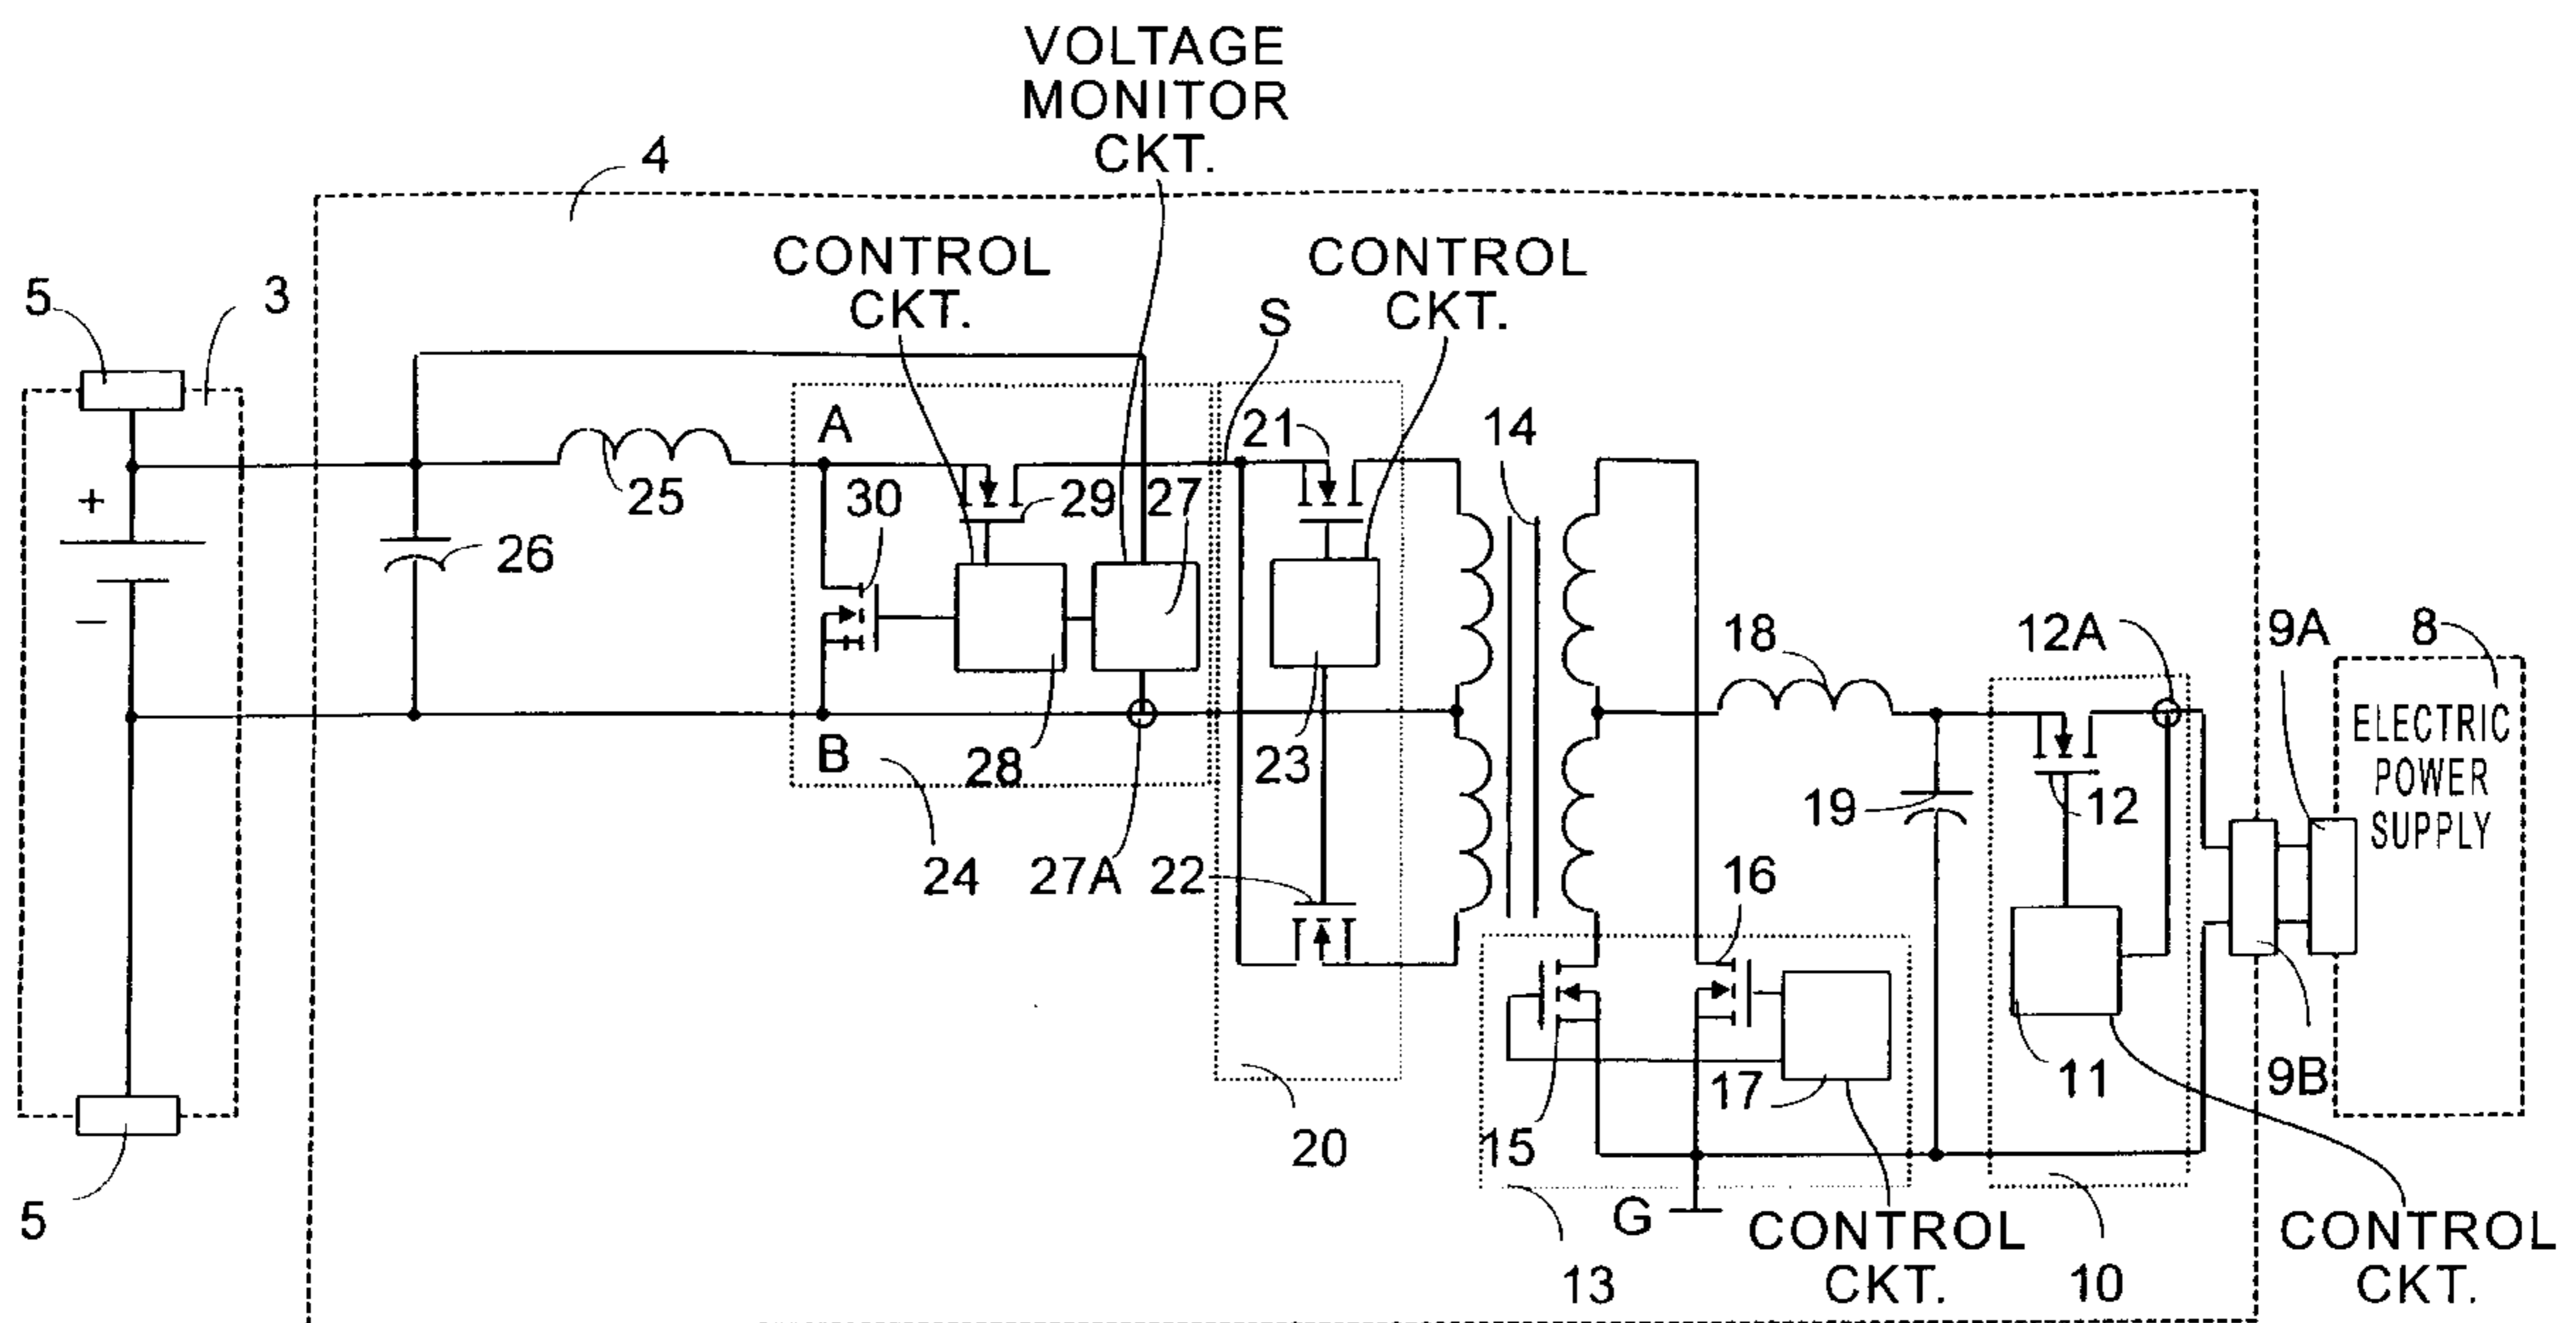 VOLTAGE
MONITOR
CKT.
4
CONTROL
CKT.
CONTROL
CKT.
5
3
S
A
21
14
+
25
30
29
27
26
−
18
12A
9A
8
B
28
23
ELECTRIC
POWER
SUPPLY
19
12
24
27A
22
16
11
9B
17
15
20
5
G
CONTROL
CKT.
13
10
CONTROL
CKT.